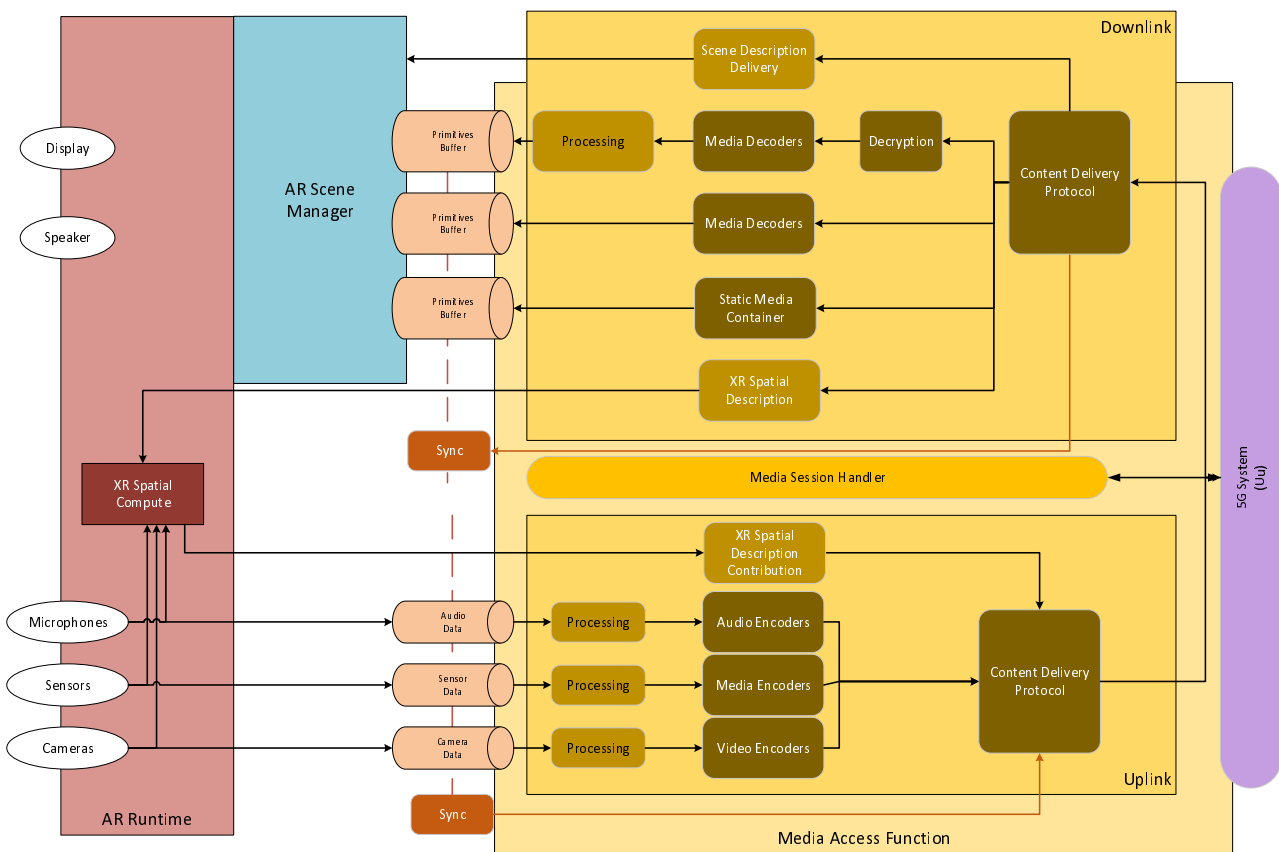 Downlink
Scene Description
Delivery
Display
Primitives
Buffer
Processing
Media Decoders
Decryption
Content Delivery
Protocol
AR Scene
Manager
Speaker
Primitives
Buffer
Media Decoders
Primitives
Buffer
Static Media
Container
XR Spatial
Description
Sync
XR Spatial
Compute
Media Session Handler
5G System
(Uu)
XR Spatial
Description
Contribution
Microphones
Audio
Data
Processing
Audio Encoders
Sensors
Sensor
Data
Processing
Media Encoders
Content Delivery
Protocol
Cameras
Camera
Data
Processing
Video Encoders
Uplink
Sync
AR Runtime
Media Access Function